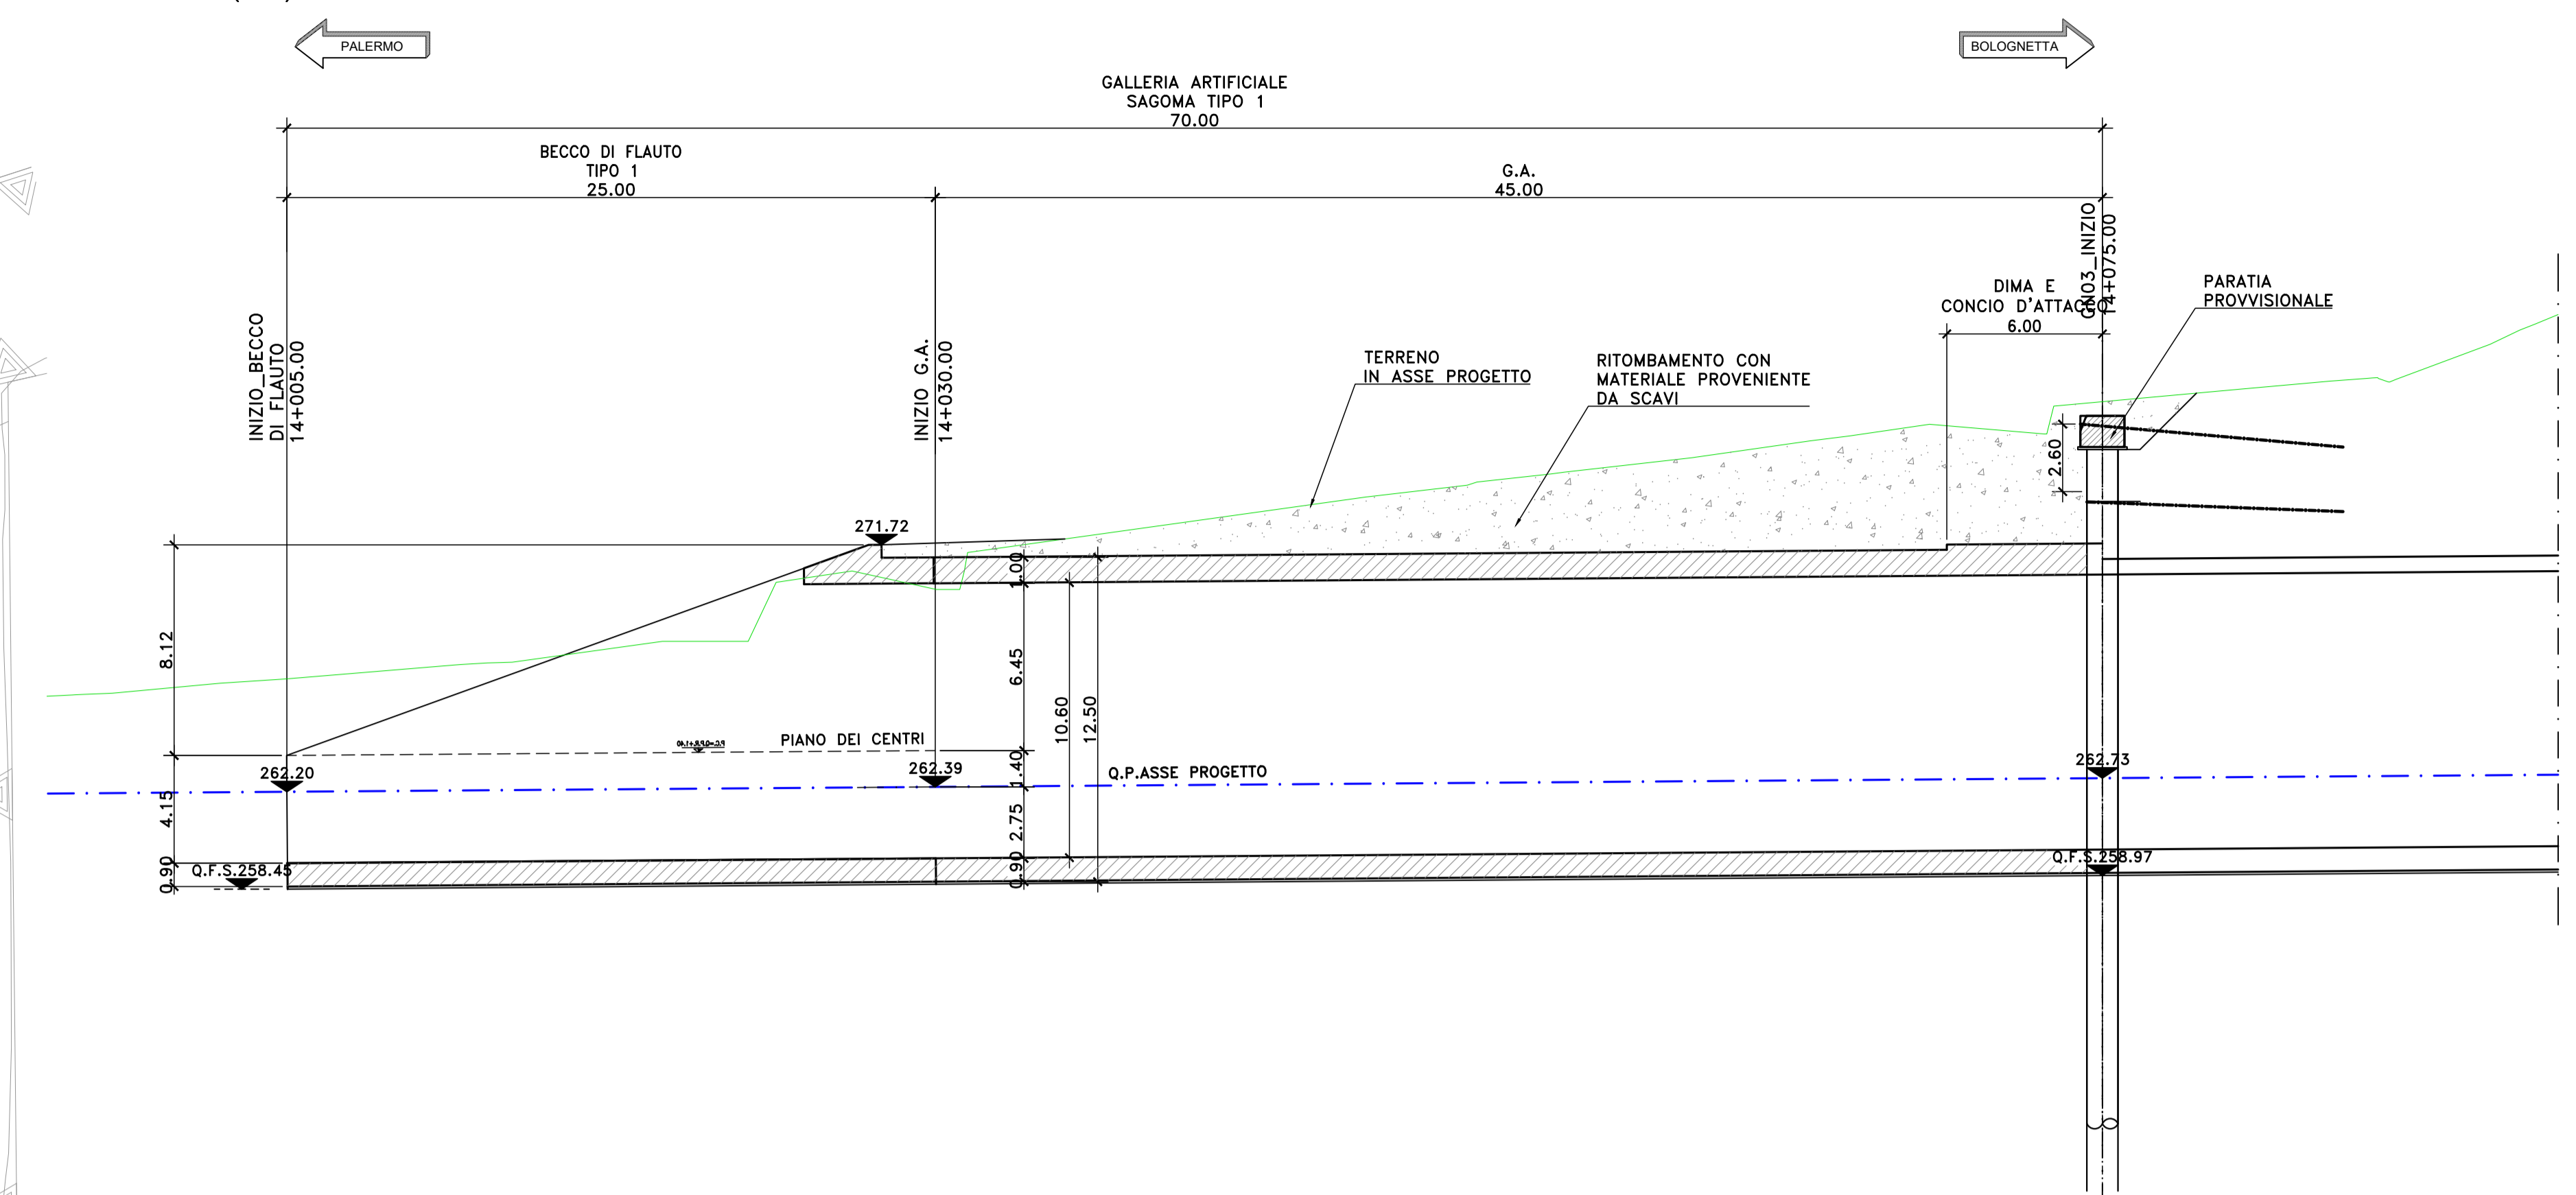 PALERMO
BOLOGNETTA
GALLERIA ARTIFICIALE
SAGOMA TIPO 1
70.00
BECCO DI FLAUTO
TIPO 1
25.00
G.A.
45.00
INIZIO_BECCO
DI FLAUTO
14+005.00
INIZIO G.A.
14+030.00
GN03_INIZIO
14+075.00
DIMA E
CONCIO D'ATTACCO
6.00
PARATIA
PROVVISIONALE
TERRENO
IN ASSE PROGETTO
RITOMBAMENTO CON
MATERIALE PROVENIENTE
DA SCAVI
2.60
271.72
1.00
8.12
6.45
10.60
12.50
PIANO DEI CENTRI
P.C.=Q.P.R.+1.40
262.20
262.39
1.40
Q.P.ASSE PROGETTO
262.73
4.15
2.75
0.90
Q.F.S.258.45
0.90
Q.F.S.258.97